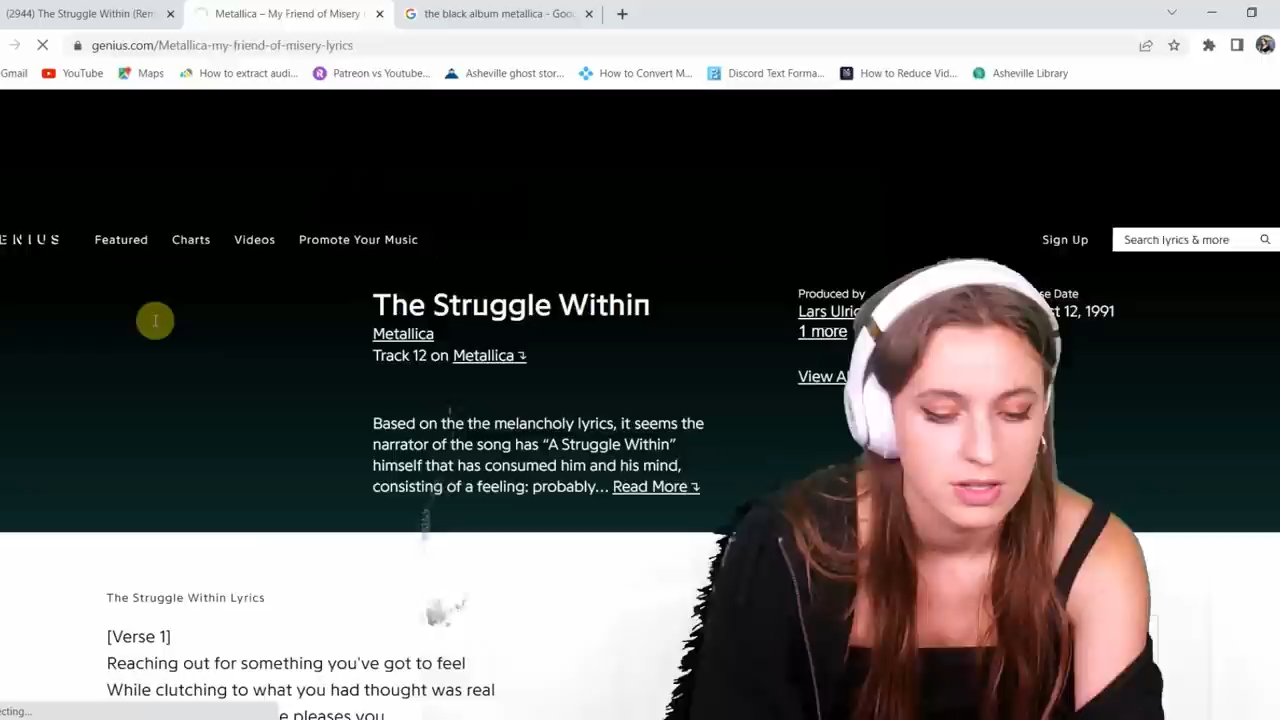 (2944) The Struggle Within (Rem
Metallica – My Friend of Misery
the black album metallica - Goo
genius.com/Metallica-my-friend-of-misery-lyrics
Gmail YouTube Maps How to extract audi... Patreon vs Youtube... Asheville ghost stor... How to Convert M... Discord Text Forma... How to Reduce Vid... Asheville Library
ENIUS Featured Charts Videos Promote Your Music Sign Up Search lyrics & more
The Struggle Within
Metallica
Track 12 on Metallica
Produced by
Lars Ulric
1 more
View A
se Date
st 12, 1991
Based on the the melancholy lyrics, it seems the
narrator of the song has “A Struggle Within”
himself that has consumed him and his mind,
consisting of a feeling: probably... Read More
The Struggle Within Lyrics
[Verse 1]
Reaching out for something you've got to feel
While clutching to what you had thought was real
e pleases you
ecting...